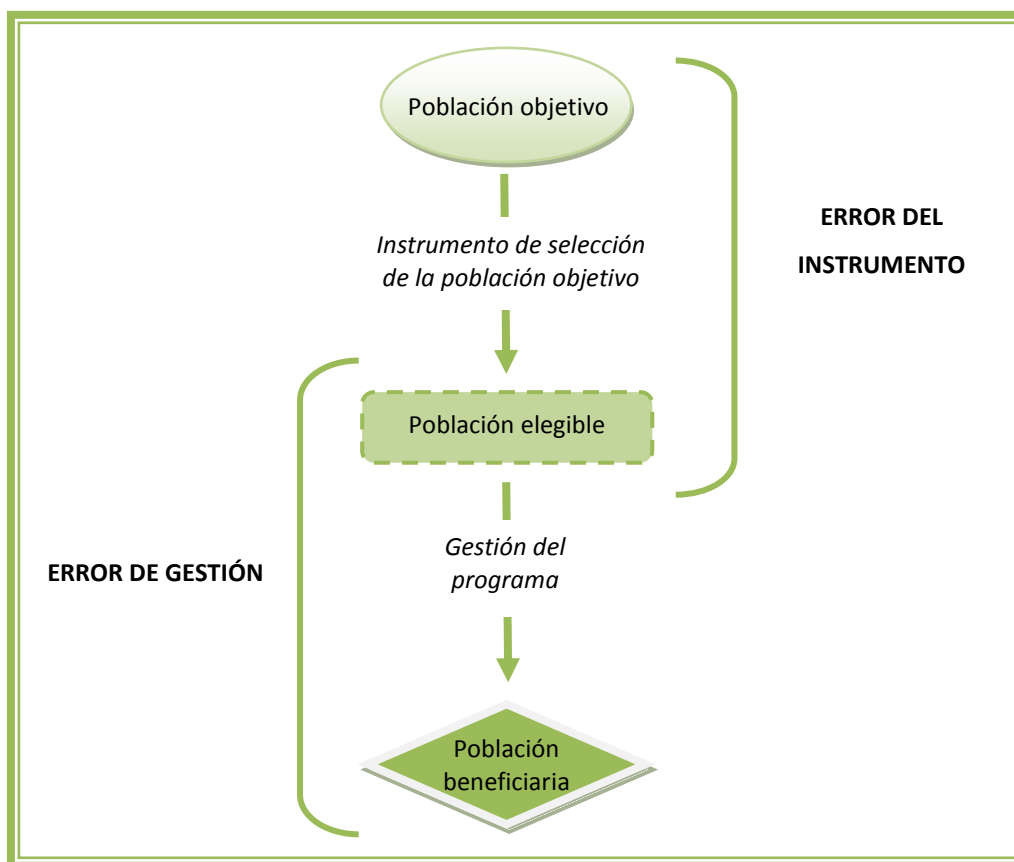 Población objetivo
Instrumento de selección
de la población objetivo
ERROR DEL
INSTRUMENTO
Población elegible
Gestión del
programa
ERROR DE GESTIÓN
Población
beneficiaria